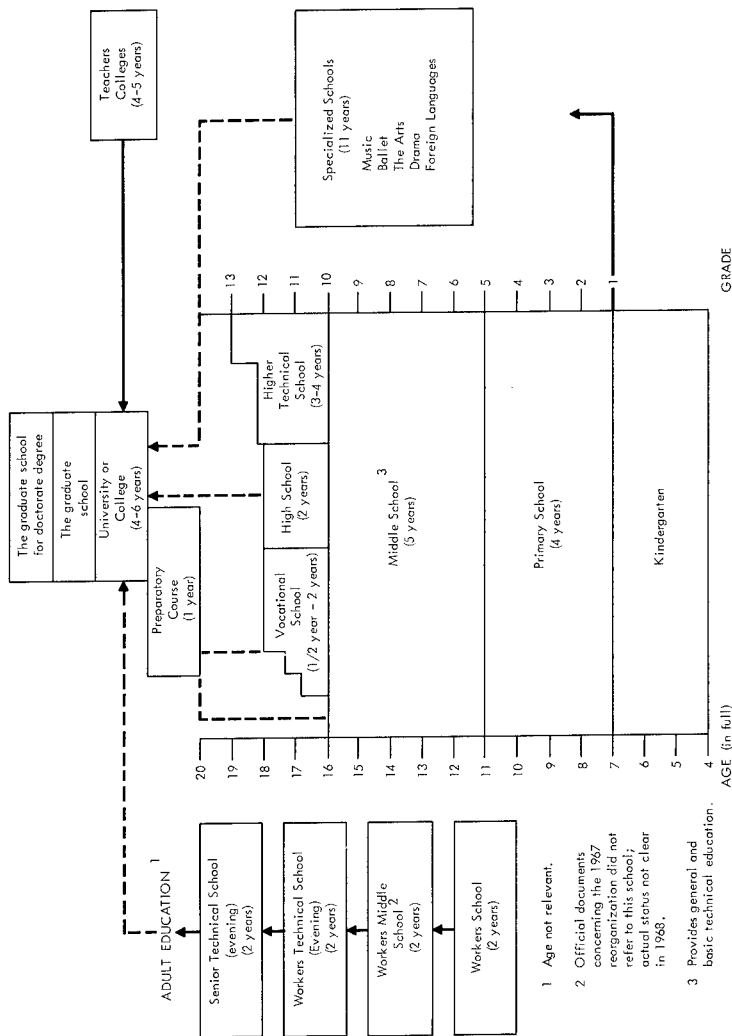 The graduate school
for doctorate degree
The graduate
school
University or
College
(4-6 years)
Teachers
Colleges
(4-5 years)
Preparatory
Course
(1 year)
Vocational
School
(1/2 year - 2 years)
High School
(2 years)
Higher
Technical
School
(3-4 years)
Specialized Schools
(11 years)
Music
Ballet
The Arts
Drama
Foreign Languages
Middle School 3
(5 years)
Primary School
(4 years)
Kindergarten
13
12
11
10
9
8
7
6
5
4
3
2
1
GRADE
20
19
18
17
16
15
14
13
12
11
10
9
8
7
6
5
4
AGE (in full)
ADULT EDUCATION 1
Senior Technical School
(evening)
(2 years)
Workers Technical School
(Evening)
(2 years)
Workers Middle
School 2
(2 years)
Workers School
(2 years)
1 Age not relevant.
2 Official documents
concerning the 1967
reorganization did not
refer to this school;
actual status not clear
in 1968.
3 Provides general and
basic technical education.